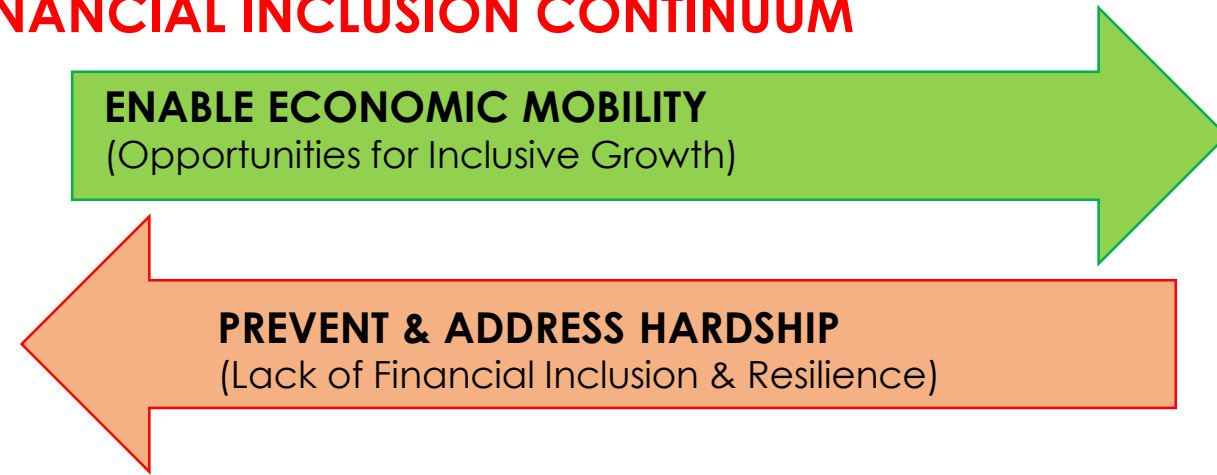 NANCIAL INCLUSION CONTINUUM
ENABLE ECONOMIC MOBILITY
(Opportunities for Inclusive Growth)
PREVENT & ADDRESS HARDSHIP
(Lack of Financial Inclusion & Resilience)